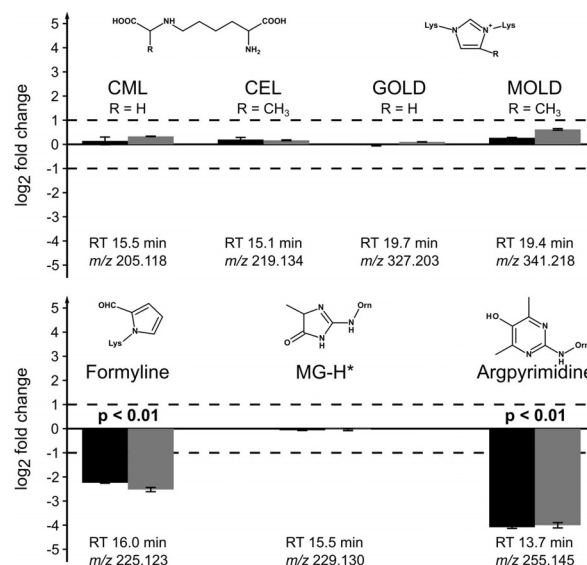 HOOC NH COOH
R NH2
Lys N N+ Lys
R
CML CEL GOLD MOLD
R = H R = CH3 R = H R = CH3
log2 fold change
5
4
3
2
1
0
-1
-2
-3
-4
-5
RT 15.5 min RT 15.1 min RT 19.7 min RT 19.4 min
m/z 205.118 m/z 219.134 m/z 327.203 m/z 341.218
OHC N Lys
N O N H N H Orn
HO N N N H Orn
Formyline MG-H* Argpyrimidine
p < 0.01 p < 0.01
log2 fold change
5
4
3
2
1
0
-1
-2
-3
-4
-5
RT 16.0 min RT 15.5 min RT 13.7 min
m/z 225.123 m/z 229.130 m/z 255.145